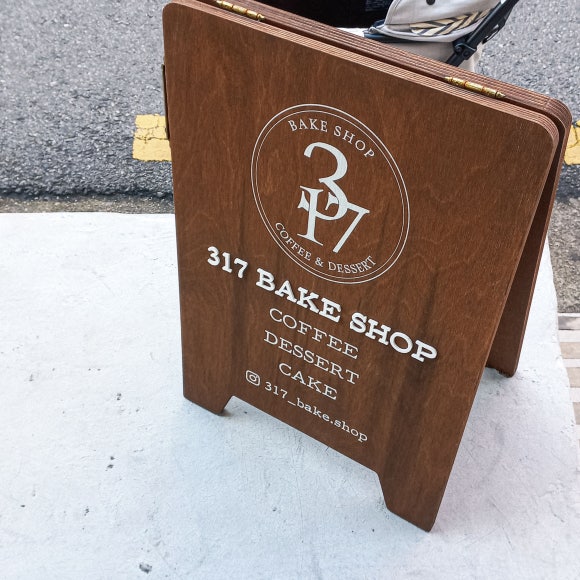 BAKE SHOP
317
COFFEE & DESSERT
317 BAKE SHOP
COFFEE
DESSERT
CAKE
317_bake.shop